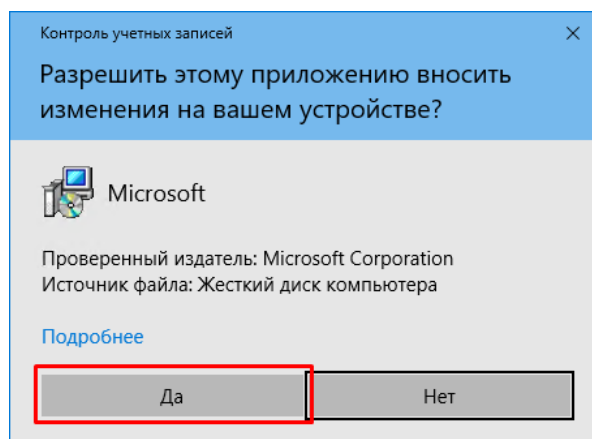 Контроль учетных записей
Разрешить этому приложению вносить
изменения на вашем устройстве?
Microsoft
Проверенный издатель: Microsoft Corporation
Источник файла: Жесткий диск компьютера
Подробнее
Да
Нет